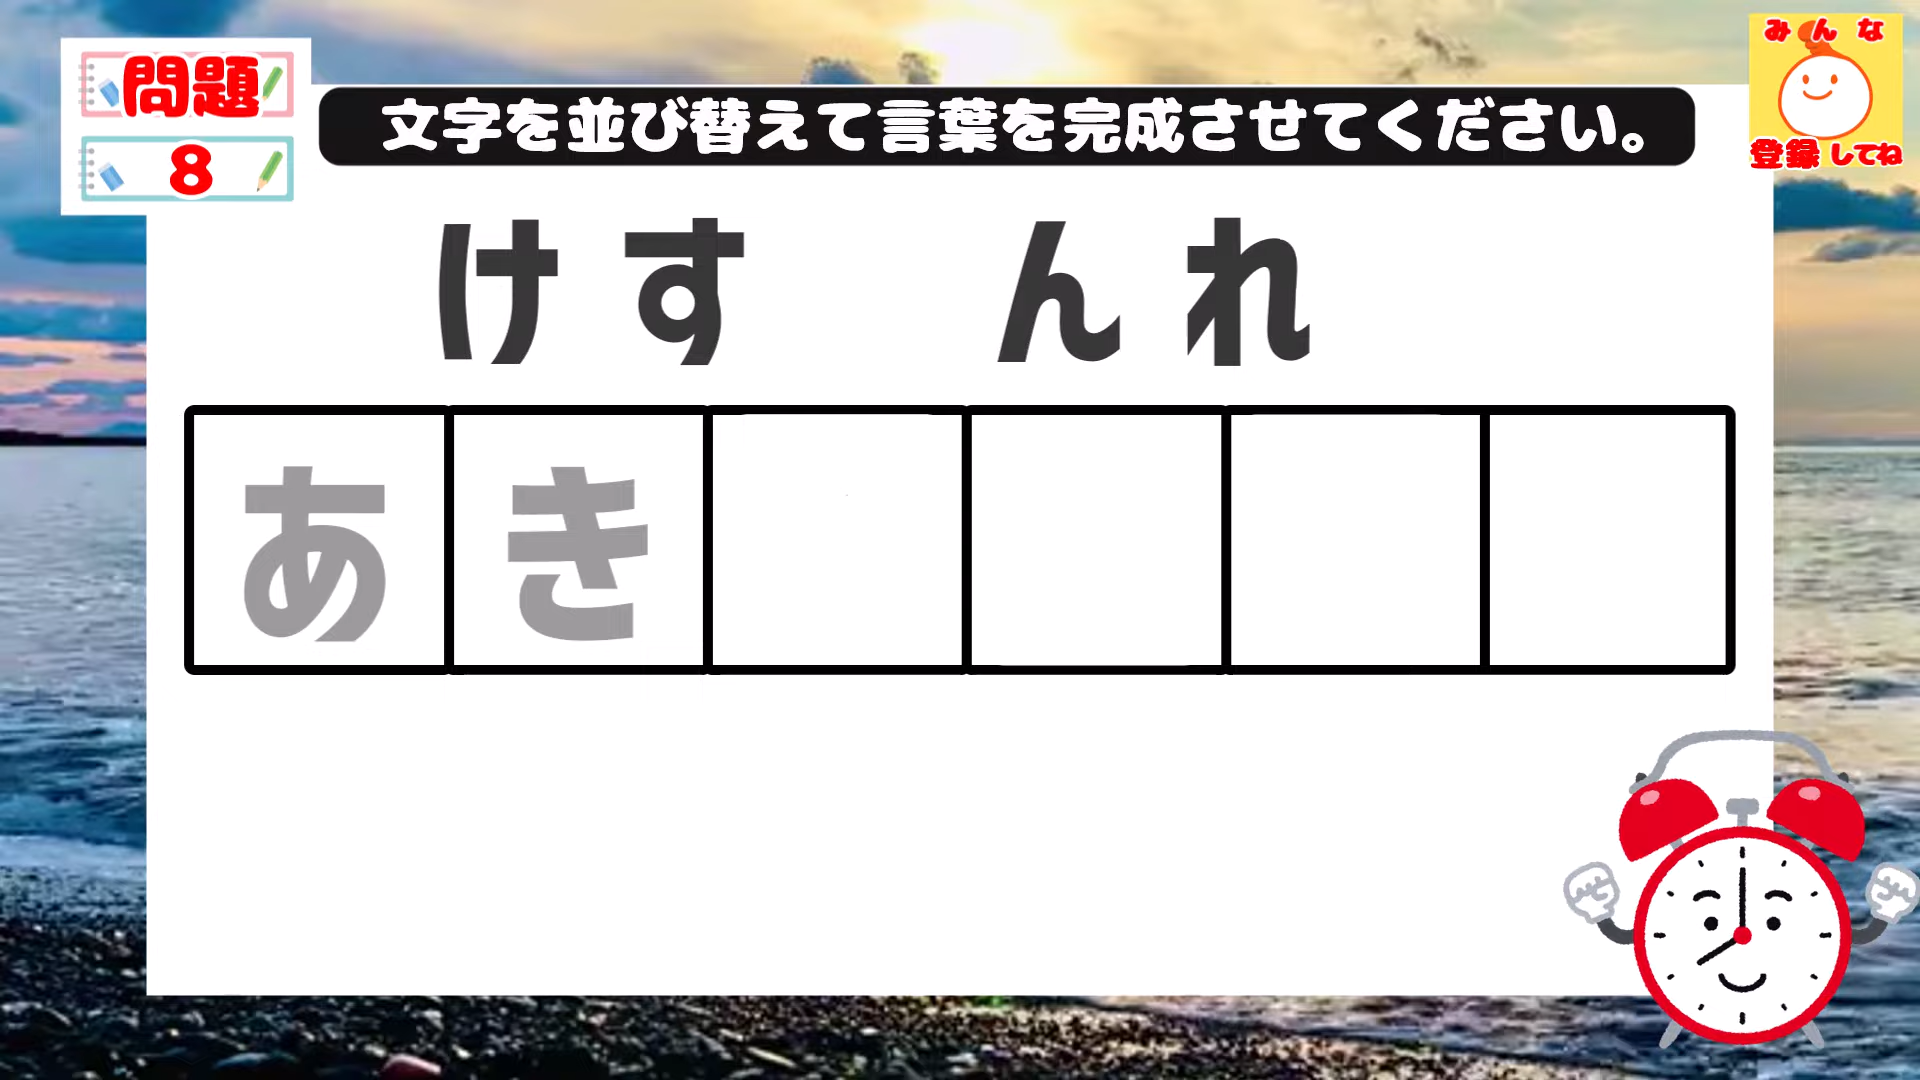 問題
8
文字を並び替えて言葉を完成させてください。
みんな
登録してね
けす んれ
あき